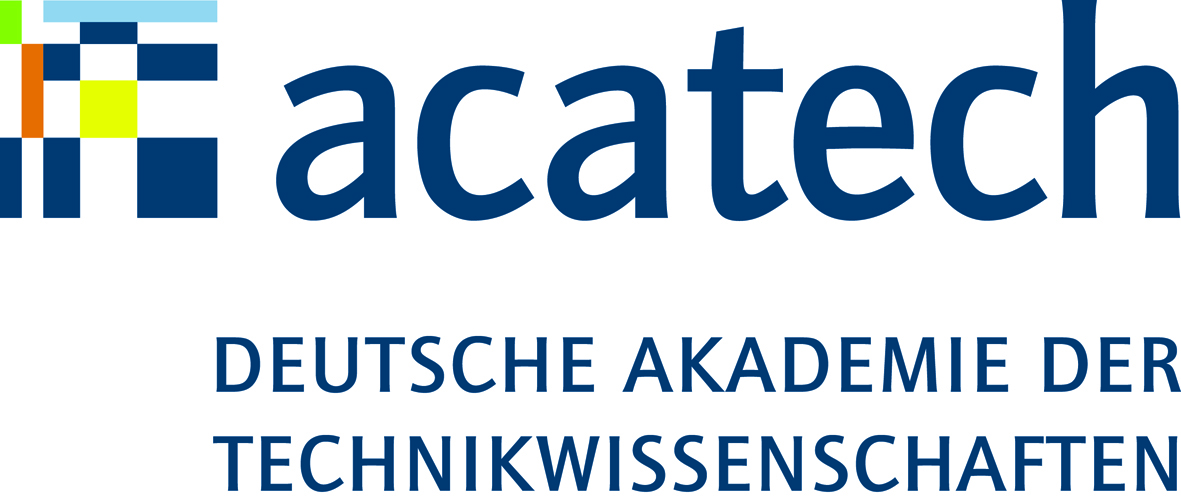 acatech
DEUTSCHE AKADEMIE DER
TECHNIKWISSENSCHAFTEN